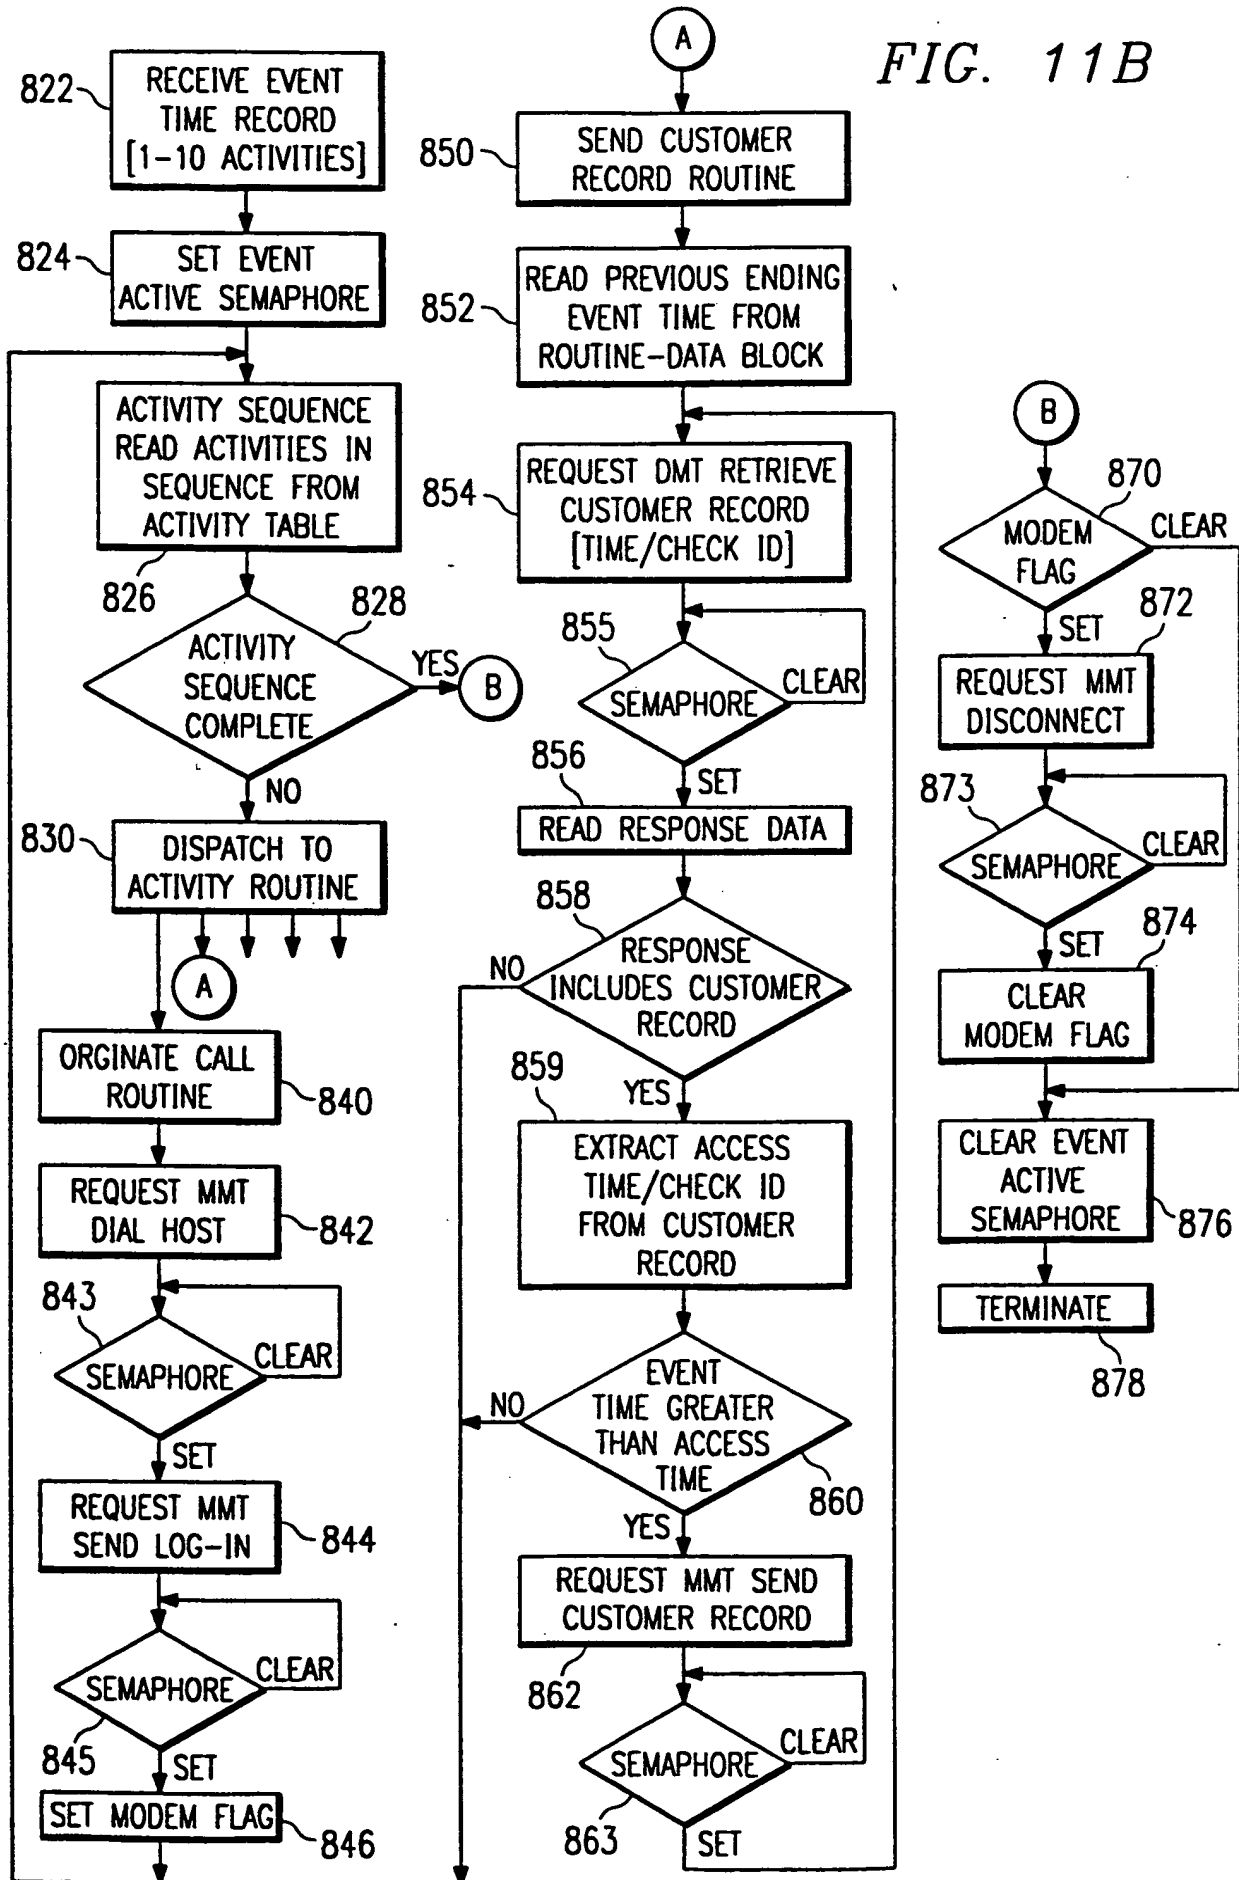 FIG. 11B
822
RECEIVE EVENT
TIME RECORD
[1-10 ACTIVITIES]
824
SET EVENT
ACTIVE SEMAPHORE
ACTIVITY SEQUENCE
READ ACTIVITIES IN
SEQUENCE FROM
ACTIVITY TABLE
826
828
ACTIVITY
SEQUENCE
COMPLETE
YES
B
NO
830
DISPATCH TO
ACTIVITY ROUTINE
A
ORGINATE CALL
ROUTINE
840
REQUEST MMT
DIAL HOST
842
843
SEMAPHORE
CLEAR
SET
REQUEST MMT
SEND LOG-IN
844
SEMAPHORE
CLEAR
845
SET
SET MODEM FLAG
846
A
850
SEND CUSTOMER
RECORD ROUTINE
852
READ PREVIOUS ENDING
EVENT TIME FROM
ROUTINE-DATA BLOCK
854
REQUEST DMT RETRIEVE
CUSTOMER RECORD
[TIME/CHECK ID]
855
SEMAPHORE
CLEAR
856
SET
READ RESPONSE DATA
858
RESPONSE
INCLUDES CUSTOMER
RECORD
NO
859
YES
EXTRACT ACCESS
TIME/CHECK ID
FROM CUSTOMER
RECORD
EVENT
TIME GREATER
THAN ACCESS
TIME
NO
860
YES
REQUEST MMT SEND
CUSTOMER RECORD
862
SEMAPHORE
CLEAR
863
SET
B
870
MODEM
FLAG
CLEAR
872
SET
REQUEST MMT
DISCONNECT
873
SEMAPHORE
CLEAR
874
SET
CLEAR
MODEM FLAG
CLEAR EVENT
ACTIVE
SEMAPHORE
876
TERMINATE
878